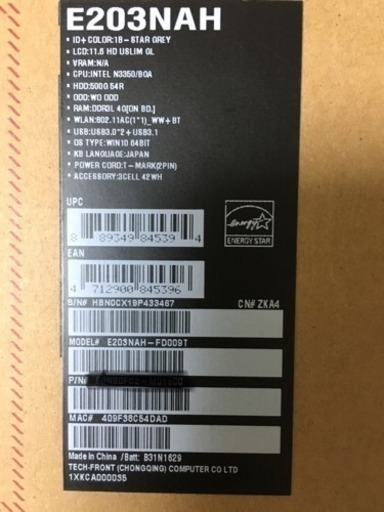 E203NAH
• ID+ COLOR:1B-STAR GREY
• LCD:11.6 HD USLIM GL
• VRAM:N/A
• CPU:INTEL N3350/BGA
• HDD:500G 54R
• ODD:WO ODD
• RAM:DDR3L 4G[ON BD.]
• WLAN:802.11AC(1*1)_WW+BT
• USB:USB3.0*2+USB3.1
• OS TYPE:WIN10 64BIT
• KB LANGUAGE:JAPAN
• POWER CORD:T-MARK(2PIN)
• ACCESSORY:3CELL 42WH
UPC
8 89349 84539 4
energy
ENERGY STAR
EAN
4 712900 845396
S/N# HBN0CX19P433467
CN# ZKA4
MODEL# E203NAH-FD009T
P/N#
MAC# 409F38C54DAD
Made in China /Batt: B31N1629
TECH-FRONT (CHONGQING) COMPUTER CO LTD
1XKCA000035